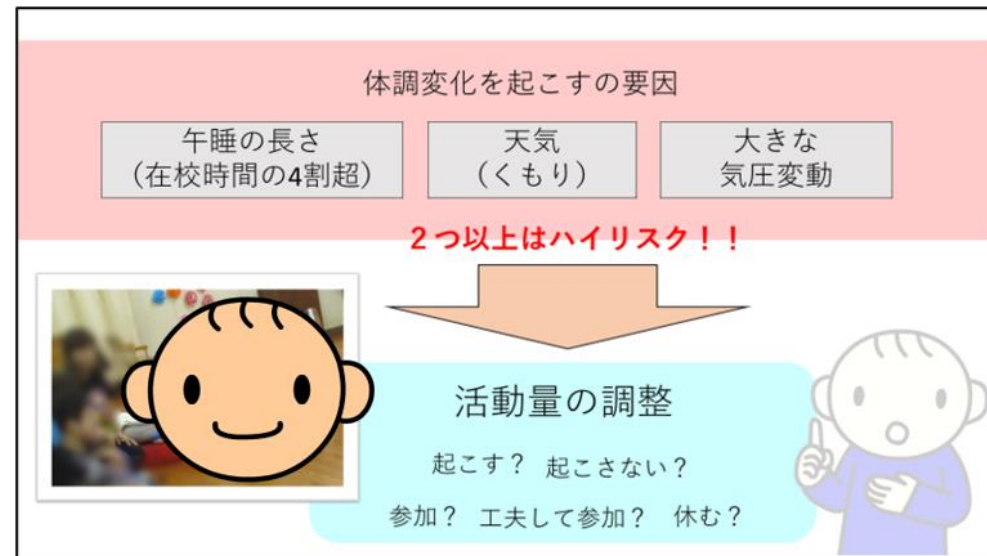 体調変化を起こすの要因
午睡の長さ
（在校時間の4割超）
天気
（くもり）
大きな
気圧変動
２つ以上はハイリスク！！
活動量の調整
起こす？ 起こさない？
参加？ 工夫して参加？ 休む？